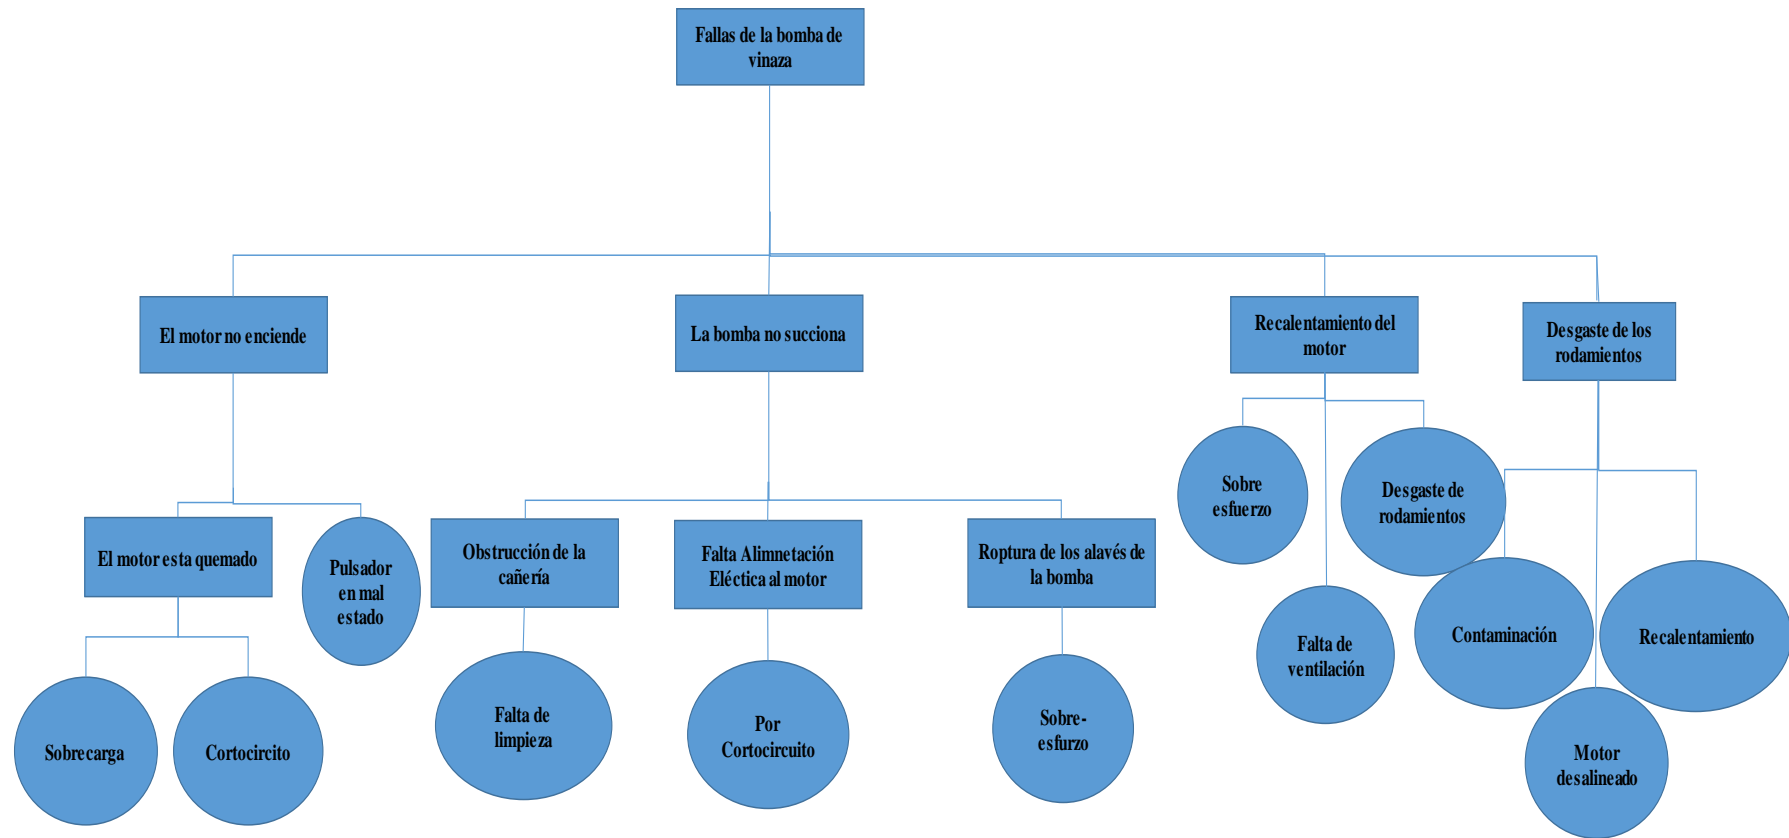 Fallas de la bomba de
vinaza
El motor no enciende
La bomba no succiona
Recalentamiento del
motor
Desgaste de los
rodamientos
Sobre
esfuerzo
Desgaste de
rodamientos
El motor esta quemado
Pulsador
en mal
estado
Obstrucción de la
cañería
Falta Alimnetación
Eléctica al motor
Roptura de los alavés de
la bomba
Falta de
ventilación
Contaminación
Recalentamiento
Sobrecarga
Cortocircito
Falta de
limpieza
Por
Cortocircuito
Sobre-
esfurzo
Motor
desalineado